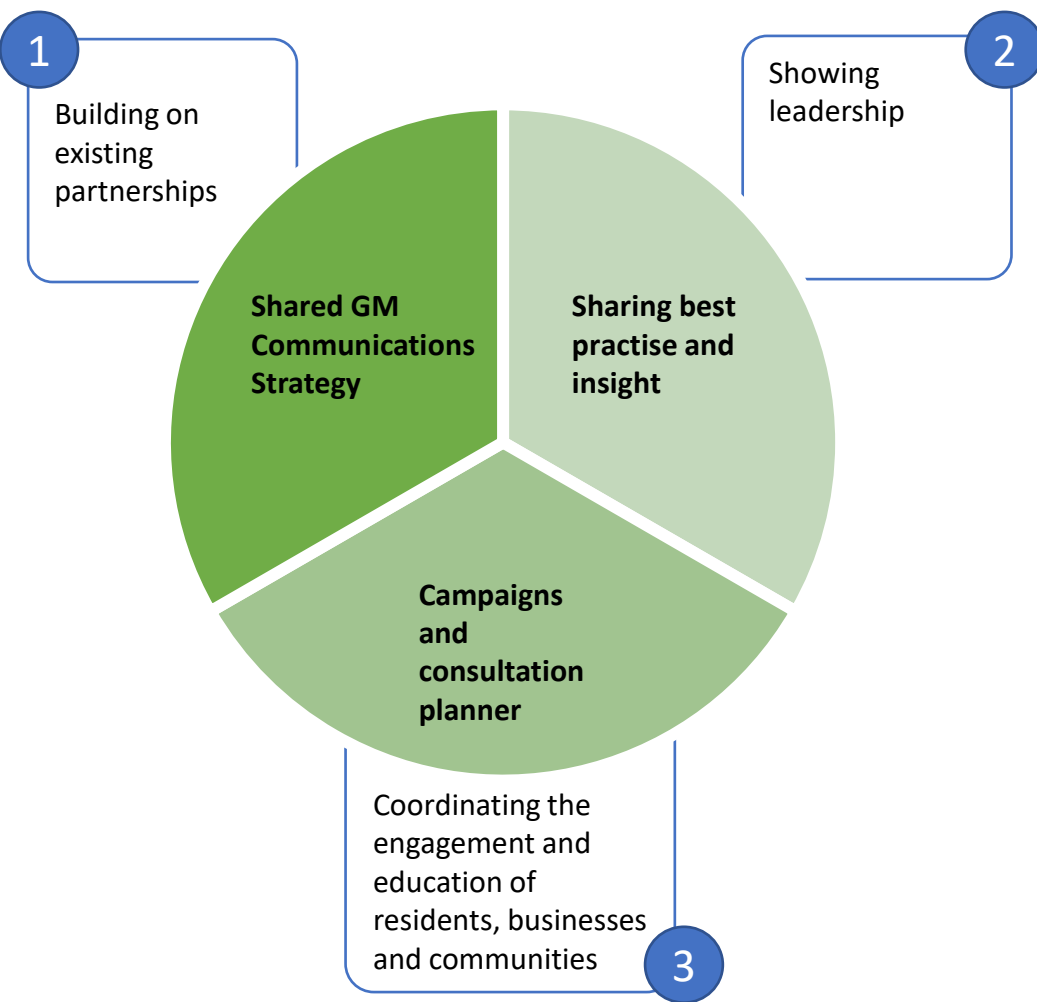 1
Building on
existing
partnerships
2
Showing
leadership
Shared GM
Communications
Strategy
Sharing best
practise and
insight
Campaigns
and
consultation
planner
Coordinating the
engagement and
education of
residents, businesses
and communities
3